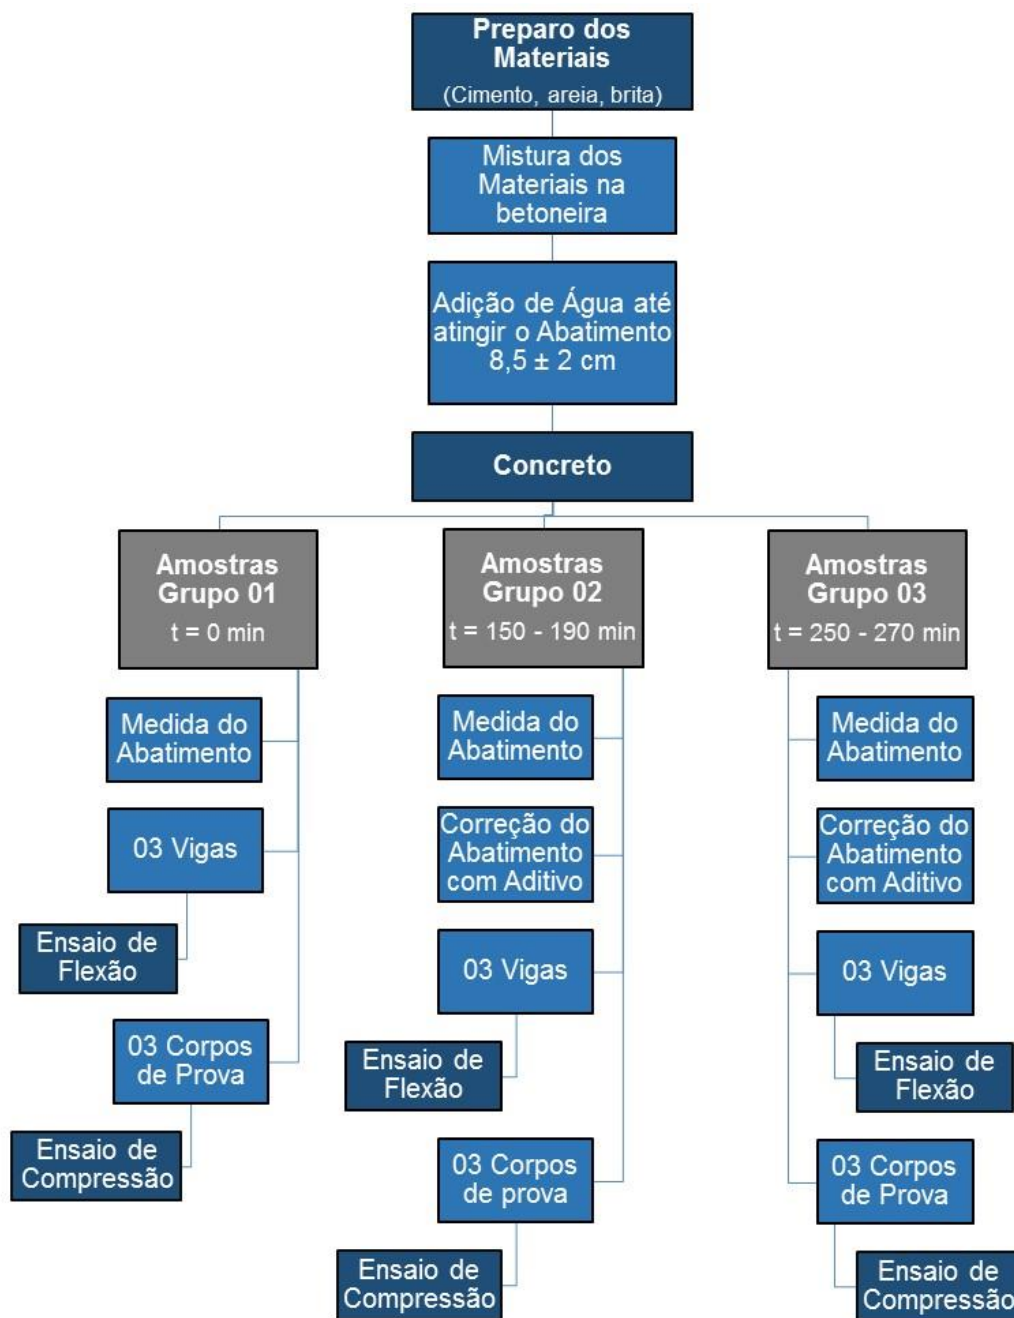 Preparo dos
Materiais
(Cimento, areia, brita)
Mistura dos
Materiais na
betoneira
Adição de Água até
atingir o Abatimento
8,5 ± 2 cm
Concreto
Amostras
Grupo 01
t = 0 min
Medida do
Abatimento
03 Vigas
Ensaio de
Flexão
03 Corpos
de Prova
Ensaio de
Compressão
Amostras
Grupo 02
t = 150 - 190 min
Medida do
Abatimento
Correção do
Abatimento
com Aditivo
03 Vigas
Ensaio de
Flexão
03 Corpos
de prova
Ensaio de
Compressão
Amostras
Grupo 03
t = 250 - 270 min
Medida do
Abatimento
Correção do
Abatimento
com Aditivo
03 Vigas
Ensaio de
Flexão
03 Corpos
de Prova
Ensaio de
Compressão